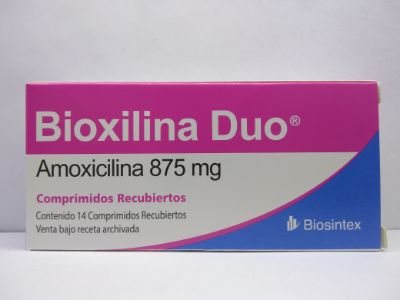 Bioxilina Duo®
Amoxicilina 875 mg
Comprimidos Recubiertos
Contenido 14 Comprimidos Recubiertos
Venta bajo receta archivada
Biosintex